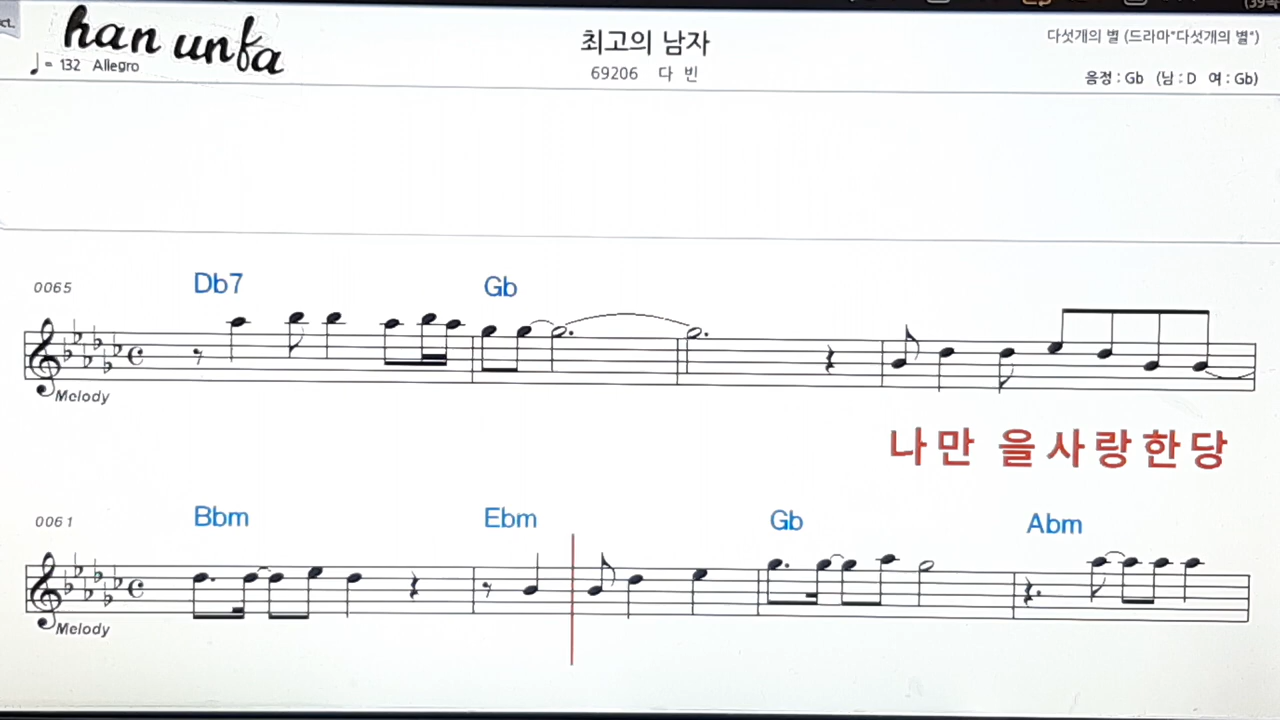 han unfa
♩= 132 Allegro
최고의 남자
69206 다 빈
다섯개의 별 (드라마"다섯개의 별")
음정 : Gb (남 : D 여 : Gb)
0065
Db7 Gb
Melody
나 만 을 사 랑 한 당
0061
Bbm Ebm Gb Abm
Melody